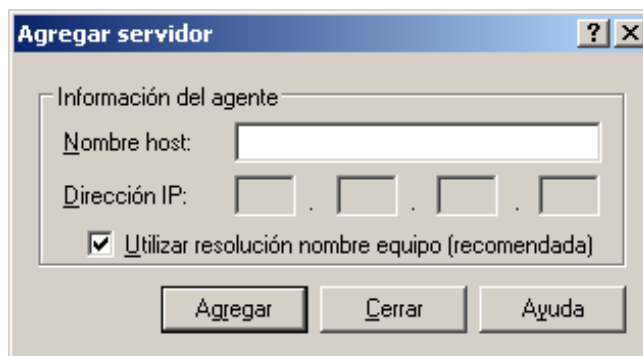 Agregar servidor
Información del agente
Nombre host:
Dirección IP: . . .
Utilizar resolución nombre equipo (recomendada)
Agregar Cerrar Ayuda